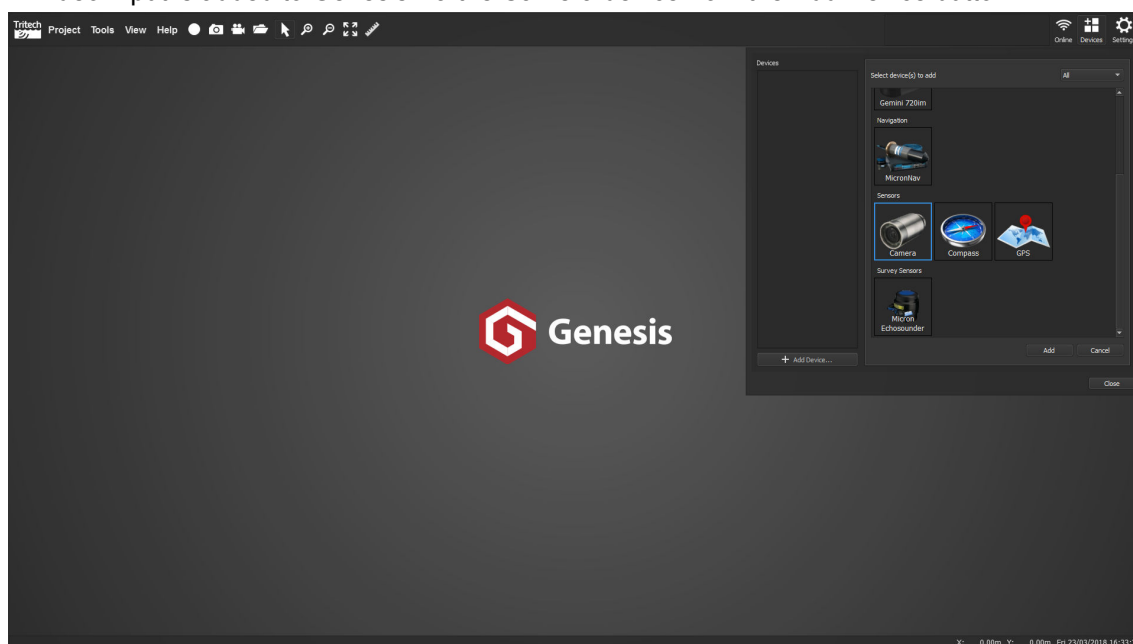 Tritech
Project Tools View Help
Online Devices Setting
Devices
Select device(s) to add
All
Gemini 720im
Navigation
MicronNav
Sensors
Camera
Compass
GPS
Survey Sensors
Micron
Echosounder
Add Device...
Add
Cancel
Close
Genesis
X: 0.00m Y: 0.00m Fri 23/03/2018 16:33: